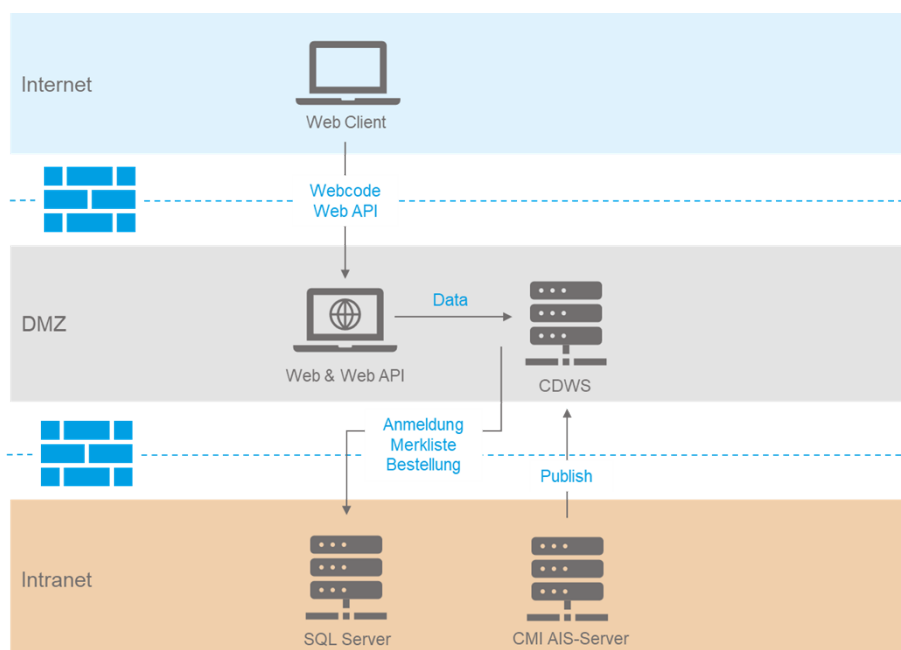 Internet
Web Client
Webcode
Web API
DMZ
Data
Web & Web API
CDWS
Anmeldung
Merkliste
Bestellung
Publish
Intranet
SQL Server
CMI AIS-Server